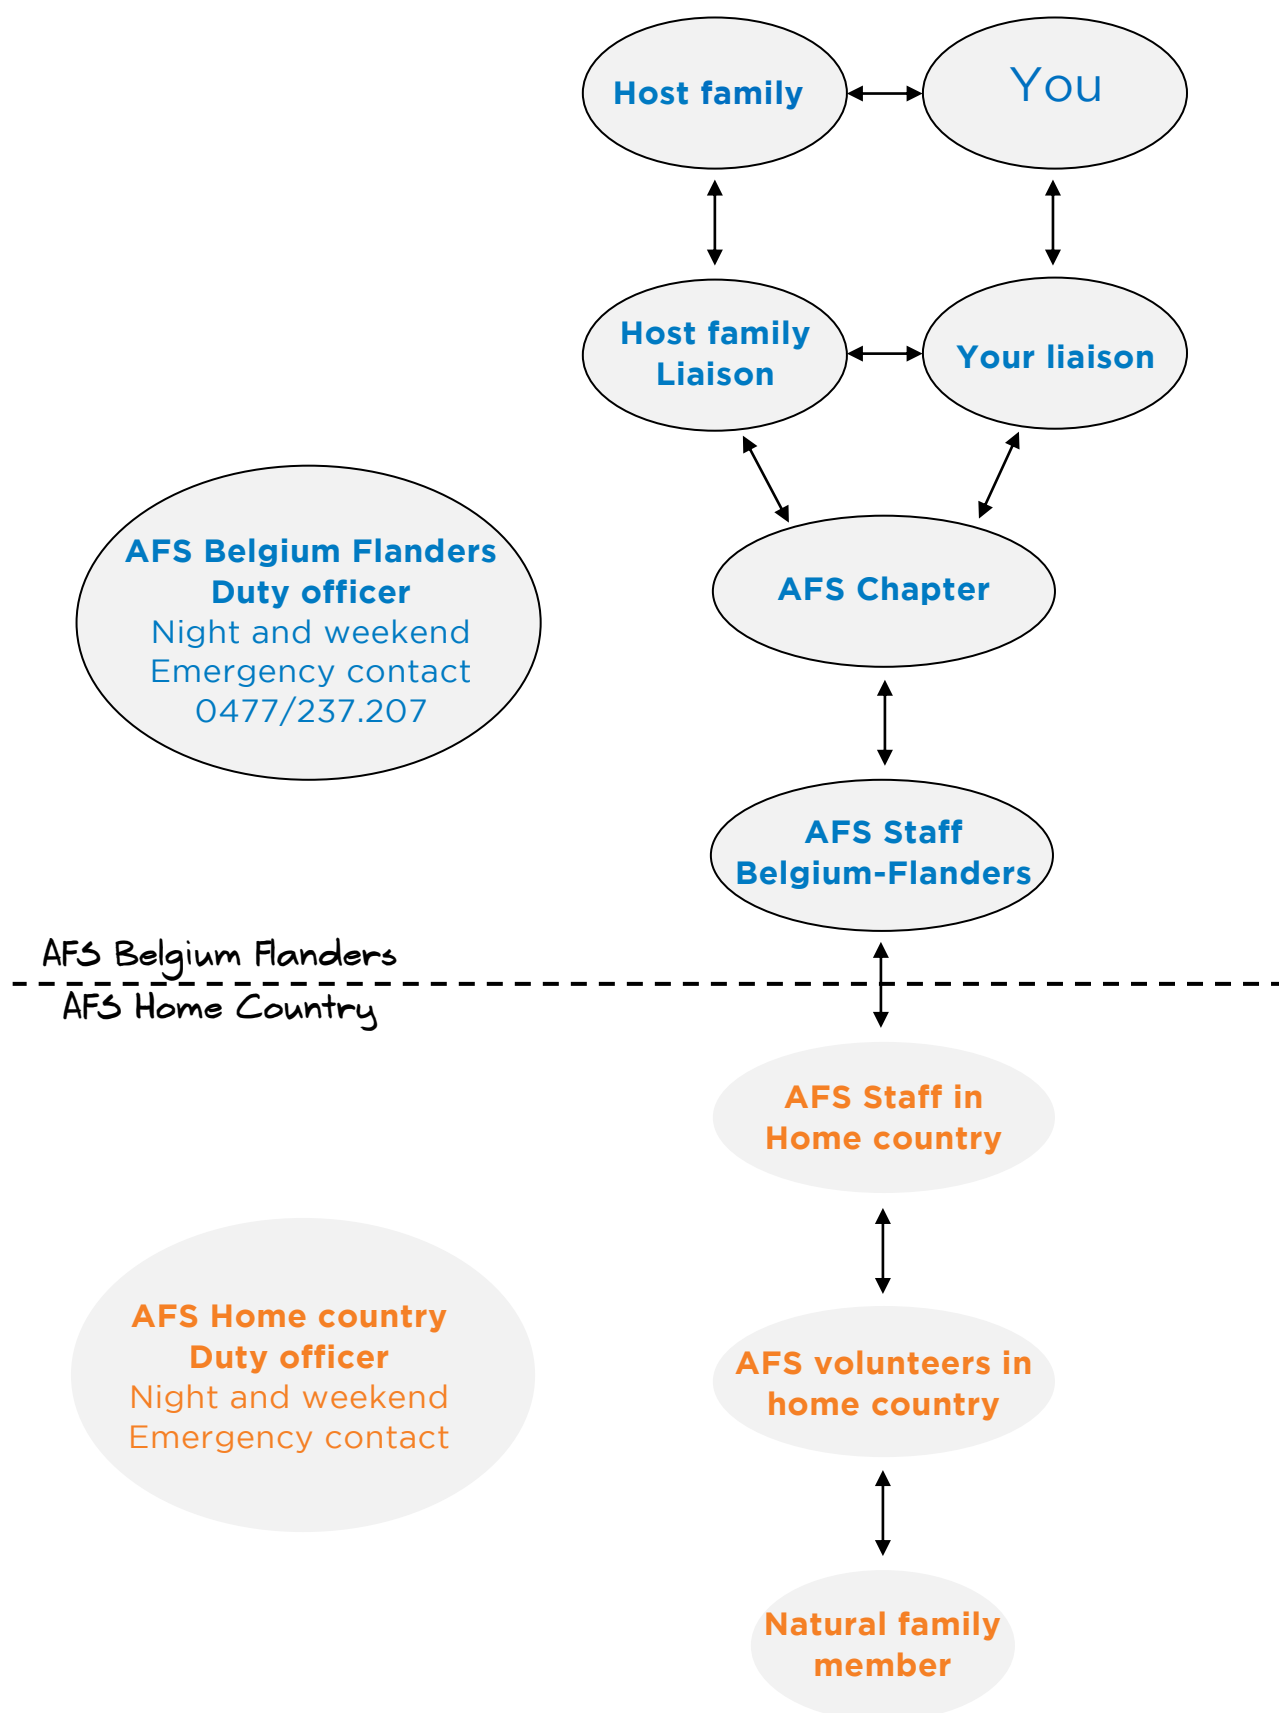 Host family
You
Host family
Liaison
Your liaison
AFS Belgium Flanders
Duty officer
Night and weekend
Emergency contact
0477/237.207
AFS Chapter
AFS Staff
Belgium-Flanders
AFS Belgium Flanders
AFS Home Country
AFS Staff in
Home country
AFS Home country
Duty officer
Night and weekend
Emergency contact
AFS volunteers in
home country
Natural family
member